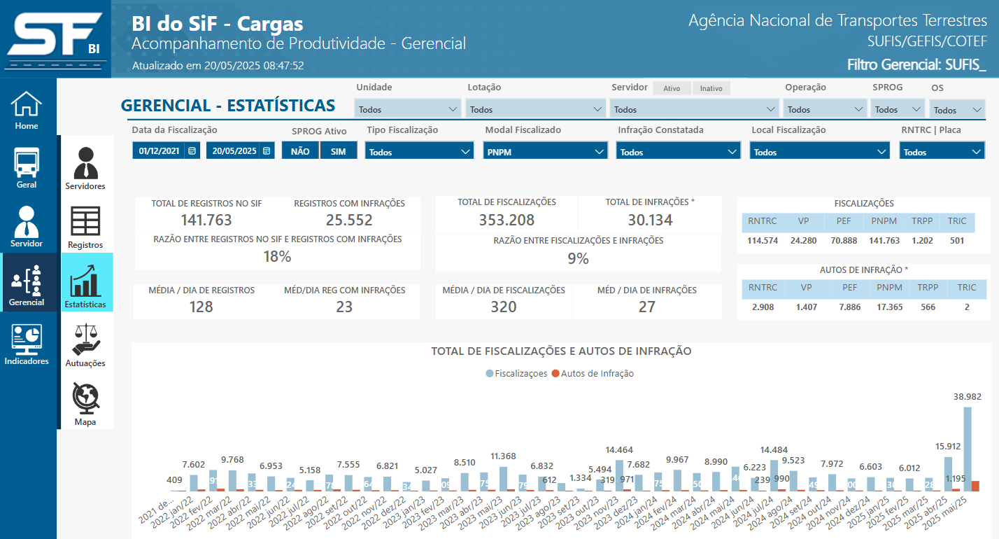 SF BI
BI do SiF - Cargas
Acompanhamento de Produtividade - Gerencial
Atualizado em 20/05/2025 08:47:52
Agência Nacional de Transportes Terrestres
SUFIS/GEFIS/COTEF
Filtro Gerencial: SUFIS_
Home
Geral
Servidor
Gerencial
Indicadores
Servidores
Registros
Estatísticas
Autuações
Mapa
GERENCIAL - ESTATÍSTICAS
Unidade Lotação Servidor Ativo Inativo Operação SPROG OS
Todos Todos Todos Todos Todos Todos
Data da Fiscalização SPROG Ativo Tipo Fiscalização Modal Fiscalizado Infração Constatada Local Fiscalização RNTRC | Placa
01/12/2021 20/05/2025 NÃO SIM Todos PNPM Todos Todos Todos
TOTAL DE REGISTROS NO SIF REGISTROS COM INFRAÇÕES
141.763 25.552
RAZÃO ENTRE REGISTROS NO SIF E REGISTROS COM INFRAÇÕES
18%
MÉDIA / DIA DE REGISTROS MÉD/DIA REG COM INFRAÇÕES
128 23
TOTAL DE FISCALIZAÇÕES TOTAL DE INFRAÇÕES *
353.208 30.134
RAZÃO ENTRE FISCALIZAÇÕES E INFRAÇÕES
9%
MÉDIA / DIA DE FISCALIZAÇÕES MÉD / DIA DE INFRAÇÕES
320 27
FISCALIZAÇÕES
RNTRC VP PEF PNPM TRPP TRIC
114.574 24.280 70.888 141.763 1.202 501
AUTOS DE INFRAÇÃO *
RNTRC VP PEF PNPM TRPP TRIC
2.908 1.407 7.886 17.365 566 2
TOTAL DE FISCALIZAÇÕES E AUTOS DE INFRAÇÃO
Fiscalizaçoes Autos de Infração
409 7.602 9.768 6.953 5.158 7.555 6.821 5.027 8.510 11.368 6.832 612 1.334 5.494 319 14.464 971 7.682 9.967 8.990 6.223 239 14.484 990 9.523 7.972 6.603 6.012 15.912 1.195 38.982
2021 de... 2022 jan/22 2022 fev/22 2022 mar/22 2022 abr/22 2022 mai/22 2022 jun/22 2022 jul/22 2022 ago/22 2022 set/22 2022 out/22 2022 nov/22 2022 dez/22 2023 jan/23 2023 fev/23 2023 mar/23 2023 abr/23 2023 mai/23 2023 jun/23 2023 jul/23 2023 ago/23 2023 set/23 2023 out/23 2023 nov/23 2023 dez/23 2024 jan/24 2024 fev/24 2024 mar/24 2024 abr/24 2024 mai/24 2024 jun/24 2024 jul/24 2024 ago/24 2024 set/24 2024 out/24 2024 nov/24 2024 dez/24 2025 jan/25 2025 fev/25 2025 mar/25 2025 abr/25 2025 mai/25